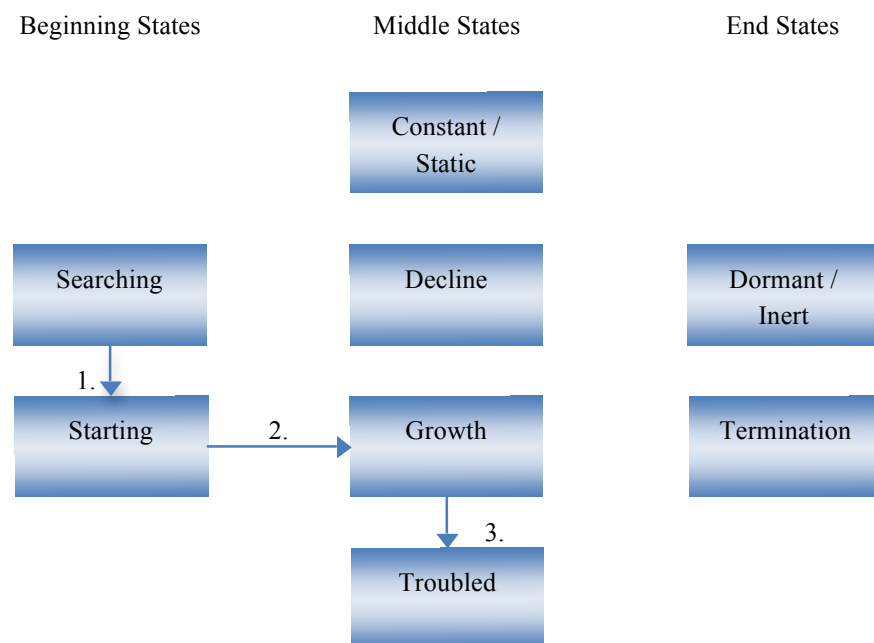 Beginning States
Middle States
End States
Constant /
Static
Searching
Decline
Dormant /
Inert
1.
Starting
2.
Growth
Termination
3.
Troubled